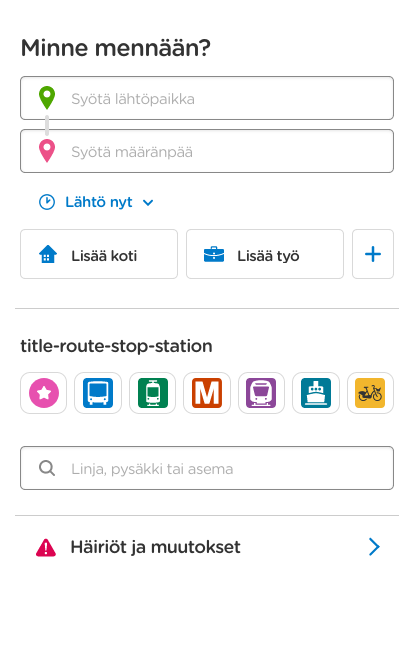 Minne mennään?
Syötä lähtöpaikka
Syötä määränpää
Lähtö nyt
Lisää koti
Lisää työ
title-route-stop-station
M
Linja, pysäkki tai asema
Häiriöt ja muutokset